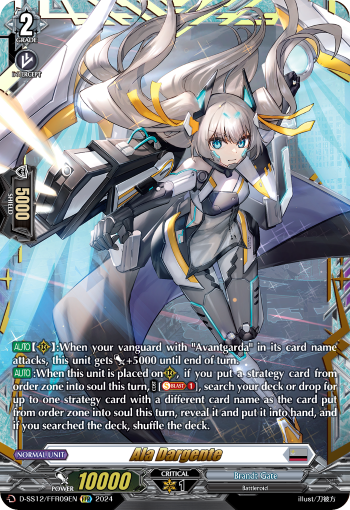 2
GRADE
INTERCEPT
5000
SHIELD
AUTO【RC】:When your vanguard with "Avantgarda" in its card name
attacks, this unit gets +5000 until end of turn.
AUTO:When this unit is placed on RC, if you put a strategy card from
order zone into soul this turn, COST [S-BLAST 1], search your deck or drop for
up to one strategy card with a different card name as the card put
from order zone into soul this turn, reveal it and put it into hand, and
if you searched the deck, shuffle the deck.
〈NORMAL UNIT〉
Ala Dargente
POWER 10000
CRITICAL
1
Brandt Gate
Battleroid
D-SS12/FFR09EN FFR 2024
illust/刀彼方